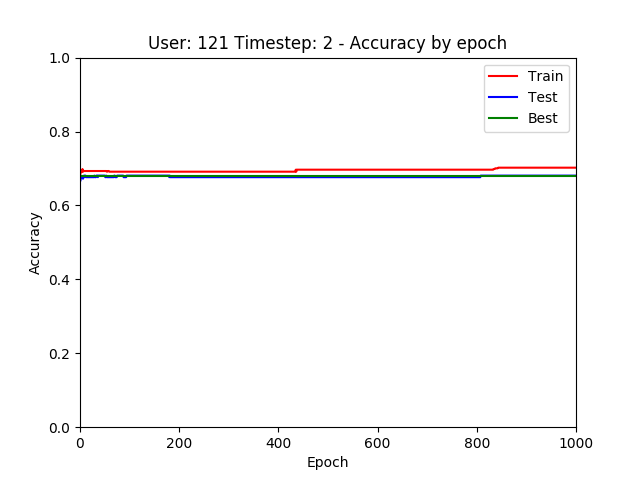 User: 121 Timestep: 2 - Accuracy by epoch
1.0
0.8
0.6
0.4
0.2
0.0
Accuracy
Train
Test
Best
0 200 400 600 800 1000
Epoch